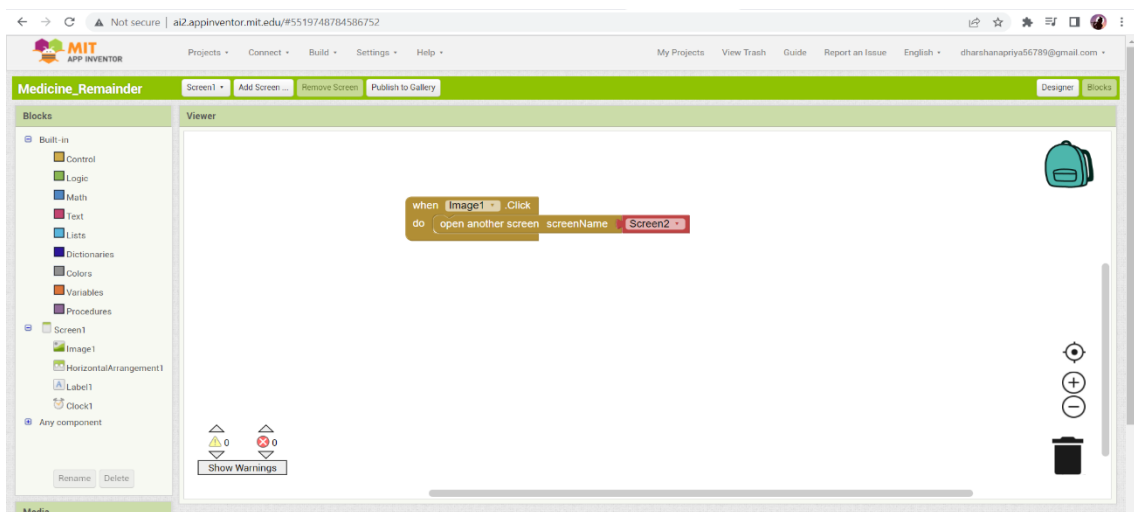 Not secure | ai2.appinventor.mit.edu/#5519748784586752
MIT
APP INVENTOR
Projects Connect Build Settings Help My Projects View Trash Guide Report an Issue English dharshanapriya56789@gmail.com
Medicine_Remainder Screen1 Add Screen ... Remove Screen Publish to Gallery Designer Blocks
Blocks Viewer
Built-in
Control
Logic
Math
Text
Lists
Dictionaries
Colors
Variables
Procedures
Screen1
Image1
HorizontalArrangement1
Label1
Clock1
Any component
Rename Delete
Media
when Image1 .Click
do open another screen screenName Screen2
0 0
Show Warnings